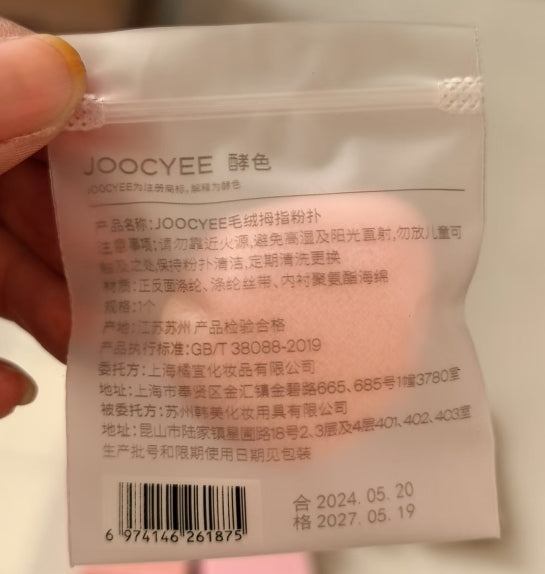 JOOCYEE 酵色
JOOCYEE为注册商标，解释为酵色
产品名称：JOOCYEE毛绒拇指粉扑
注意事项：请勿靠近火源，避免高湿及阳光直射，勿放儿童可
触及之处，保持粉扑清洁，定期清洗更换
材质：正反面涤纶、涤纶丝带、内衬聚氨酯海绵
规格：1个
产地：江苏苏州 产品检验合格
产品执行标准：GB/T 38088-2019
委托方：上海橘宜化妆品有限公司
地址：上海市奉贤区金汇镇金碧路665、685号1幢3780室
被委托方：苏州韩美化妆用具有限公司
地址：昆山市陆家镇星圃路18号2、3层及4层401、402、403室
生产批号和限期使用日期见包装
合 2024.05.20
格 2027.05.19
6 974146 261875